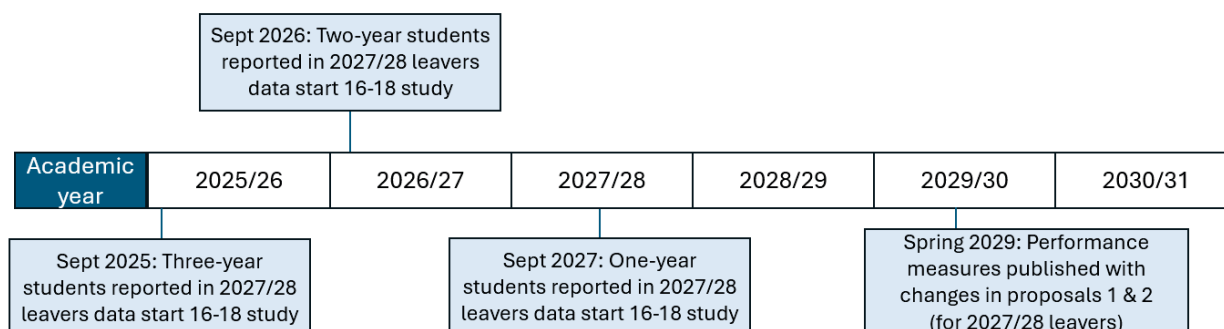 Sept 2026: Two-year students
reported in 2027/28 leavers
data start 16-18 study
Academic
year
2025/26
2026/27
2027/28
2028/29
2029/30
2030/31
Sept 2025: Three-year
students reported in 2027/28
leavers data start 16-18 study
Sept 2027: One-year
students reported in 2027/28
leavers data start 16-18 study
Spring 2029: Performance
measures published with
changes in proposals 1 & 2
(for 2027/28 leavers)